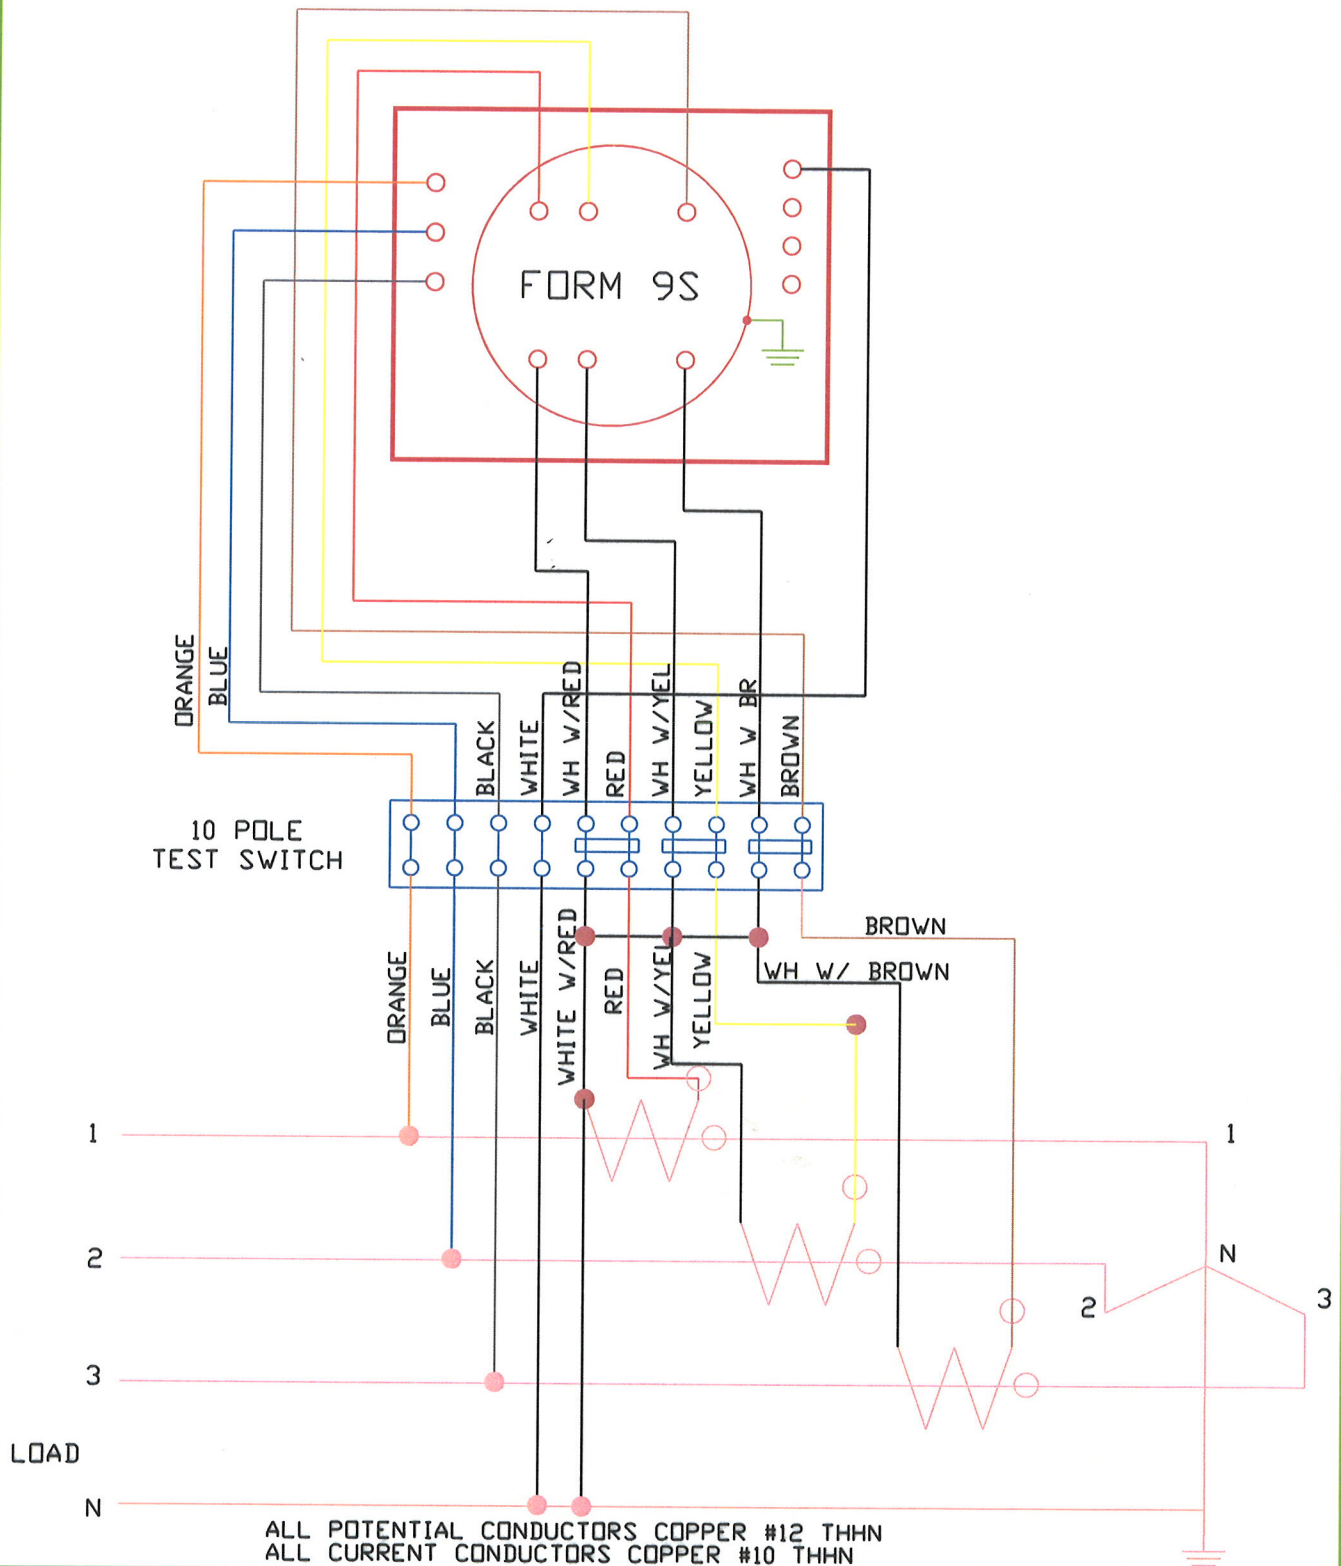 FORM 9S
ORANGE
BLUE
BLACK
WHITE
WH W/RED
RED
WH W/YEL
YELLOW
WH W BR
BROWN
10 POLE
TEST SWITCH
ORANGE
BLUE
BLACK
WHITE
WHITE W/RED
RED
WH W/YEL
YELLOW
BROWN
WH W/ BROWN
1
1
2
N
2
3
3
LOAD
N
ALL POTENTIAL CONDUCTORS COPPER #12 THHN
ALL CURRENT CONDUCTORS COPPER #10 THHN